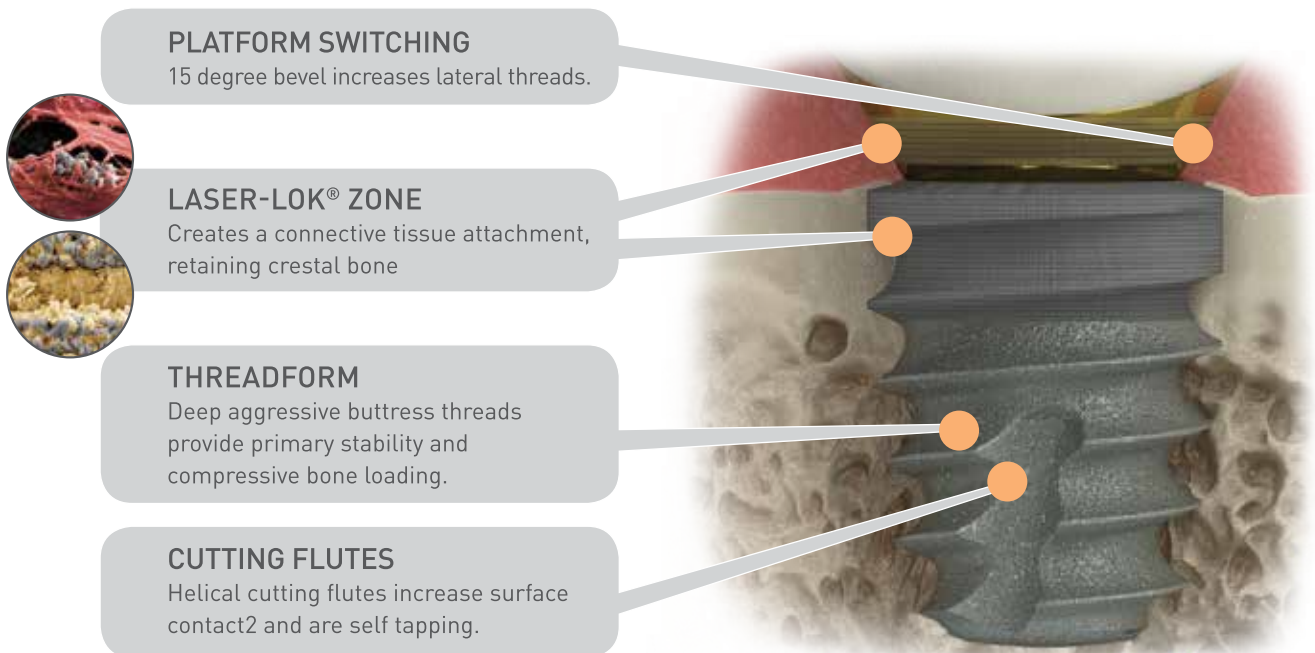 PLATFORM SWITCHING
15 degree bevel increases lateral threads.
LASER-LOK® ZONE
Creates a connective tissue attachment,
retaining crestal bone
THREADFORM
Deep aggressive buttress threads
provide primary stability and
compressive bone loading.
CUTTING FLUTES
Helical cutting flutes increase surface
contact2 and are self tapping.